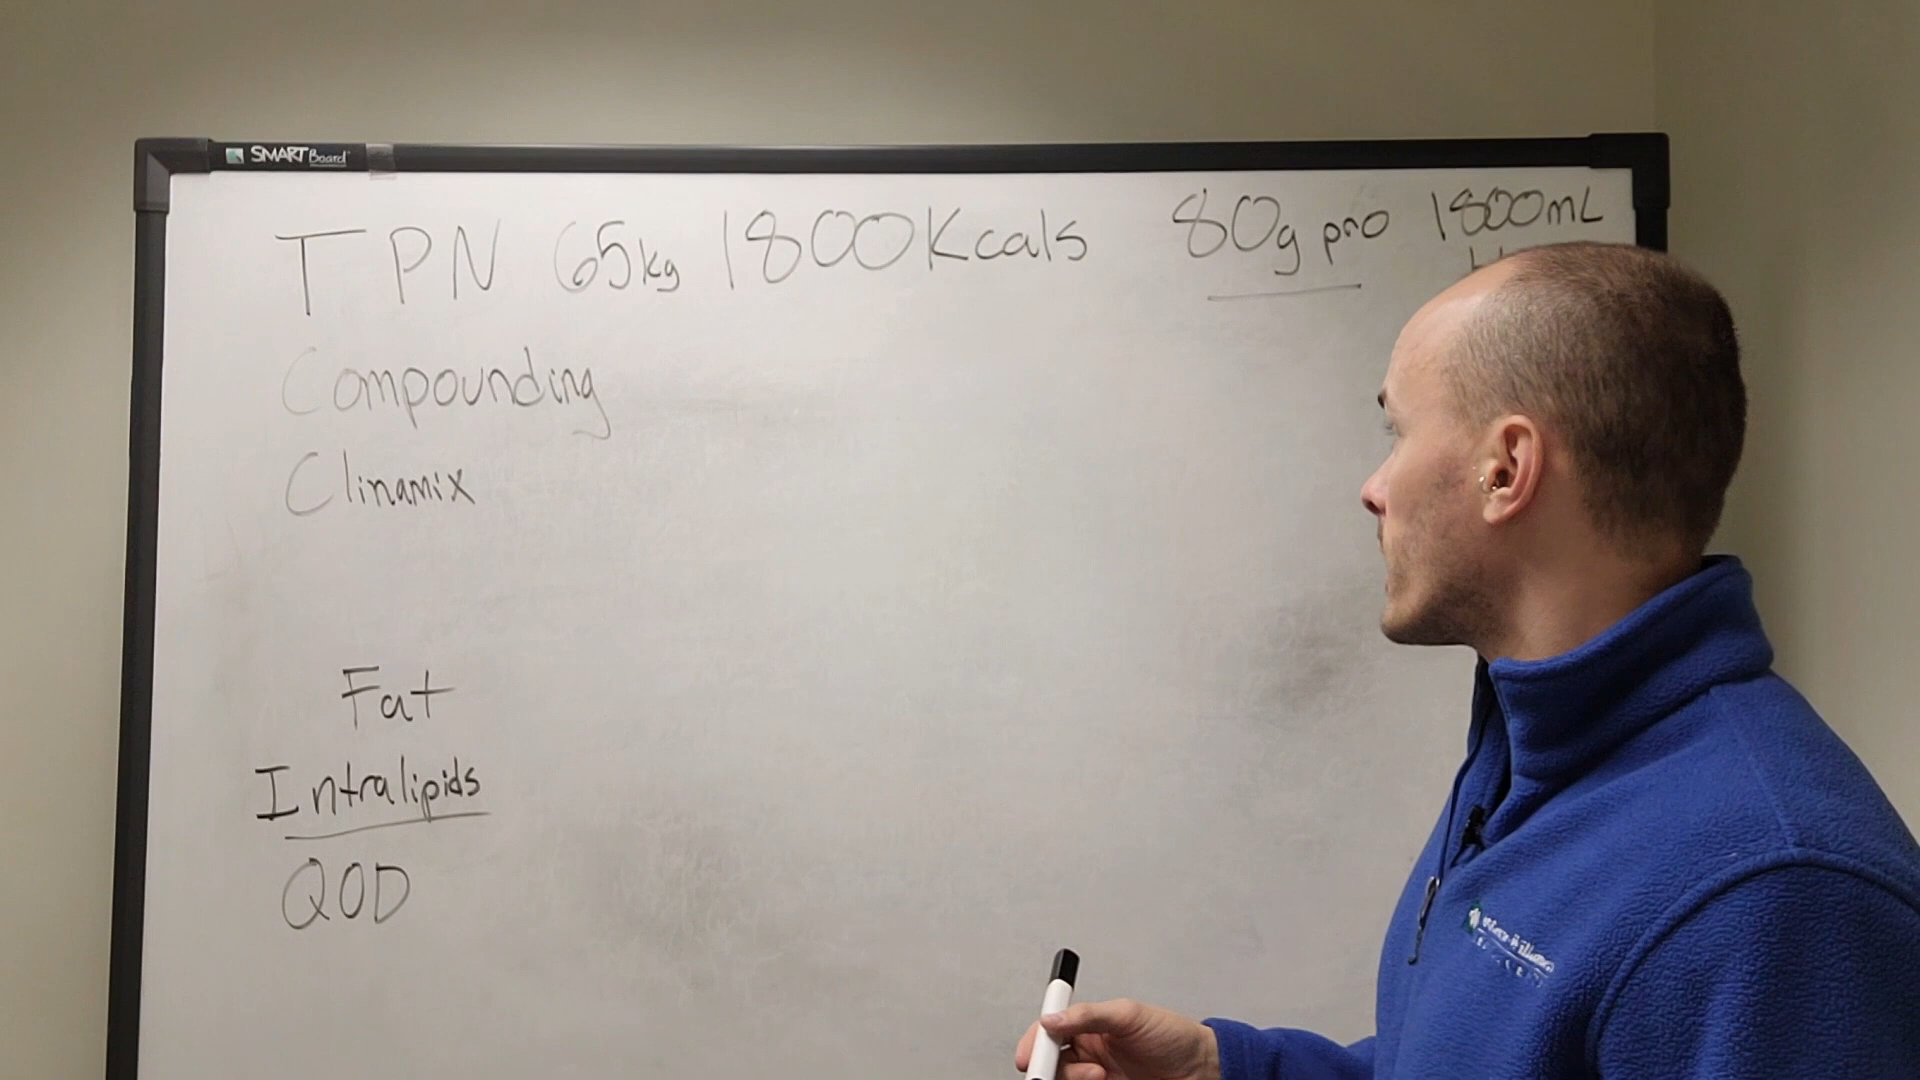 SMART Board
TPN 65kg 1800Kcals 80g pro 1800mL
Compounding
Clinamix
Fat
Intralipids
QOD